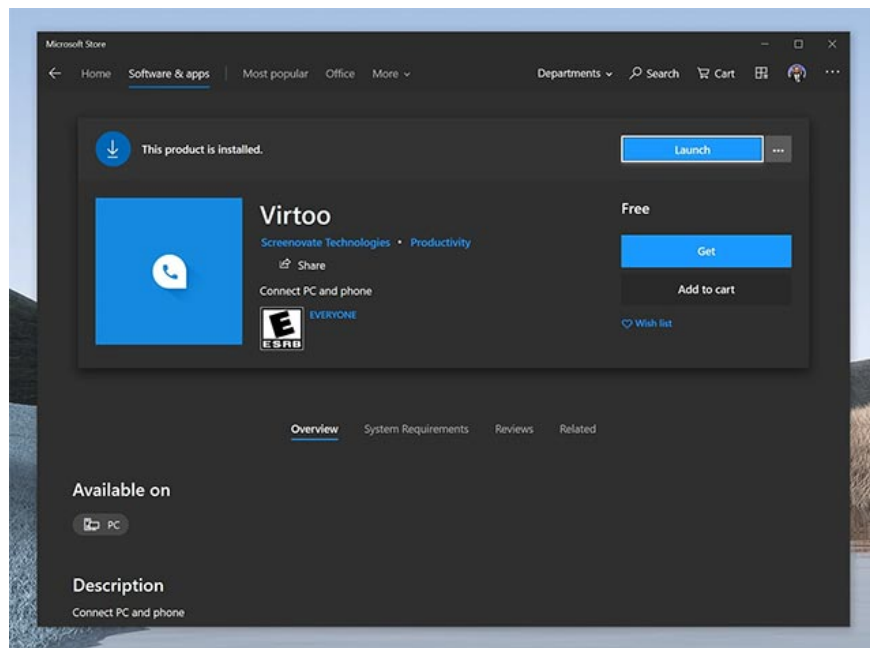 Microsoft Store
Home Software & apps Most popular Office More Departments Search Cart
This product is installed. Launch
Virtoo
Free
Screenovate Technologies • Productivity
Share
Get
Connect PC and phone
Add to cart
E
EVERYONE
ESRB
Wish list
Overview System Requirements Reviews Related
Available on
PC
Description
Connect PC and phone